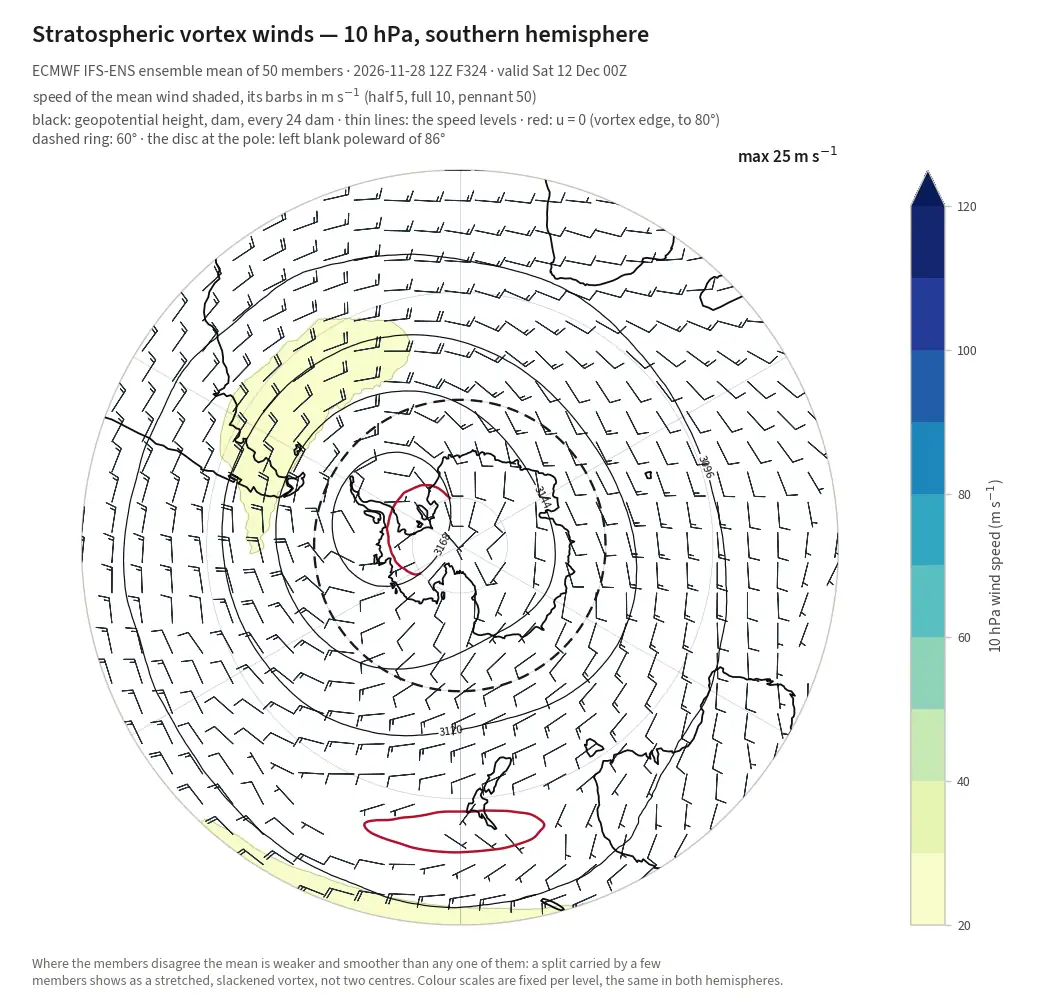 Stratospheric vortex winds — 10 hPa, southern hemisphere
ECMWF IFS-ENS ensemble mean of 50 members · 2026-11-28 12Z F324 · valid Sat 12 Dec 00Z
speed of the mean wind shaded, its barbs in m s⁻¹ (half 5, full 10, pennant 50)
black: geopotential height, dam, every 24 dam · thin lines: the speed levels · red: u = 0 (vortex edge, to 80°)
dashed ring: 60° · the disc at the pole: left blank poleward of 86°
max 25 m s⁻¹
120
100
80
60
40
20
10 hPa wind speed (m s⁻¹)
3096
3144
3168
3120
Where the members disagree the mean is weaker and smoother than any one of them: a split carried by a few
members shows as a stretched, slackened vortex, not two centres. Colour scales are fixed per level, the same in both hemispheres.